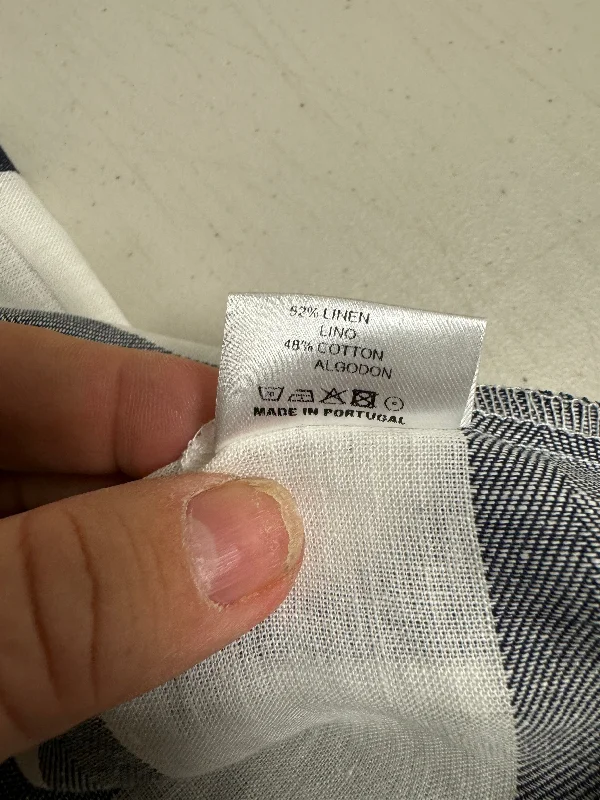 52% LINEN
LINO
48% COTTON
ALGODON
MADE IN PORTUGAL